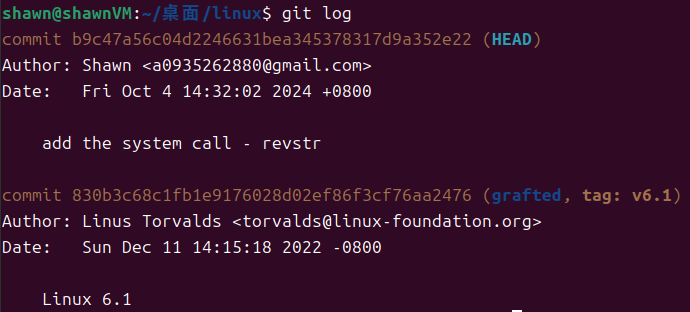 shawn@shawnVM:~/桌面/linux$ git log
commit b9c47a56c04d2246631bea345378317d9a352e22 (HEAD)
Author: Shawn <a0935262880@gmail.com>
Date:   Fri Oct 4 14:32:02 2024 +0800
add the system call - revstr
commit 830b3c68c1fb1e9176028d02ef86f3cf76aa2476 (grafted, tag: v6.1)
Author: Linus Torvalds <torvalds@linux-foundation.org>
Date:   Sun Dec 11 14:15:18 2022 -0800
Linux 6.1